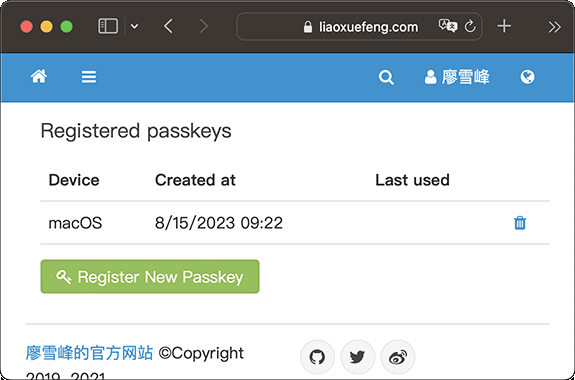 liaoxuefeng.com
廖雪峰
Registered passkeys
Device Created at Last used
macOS 8/15/2023 09:22
Register New Passkey
廖雪峰的官方网站 ©Copyright
2019-2021